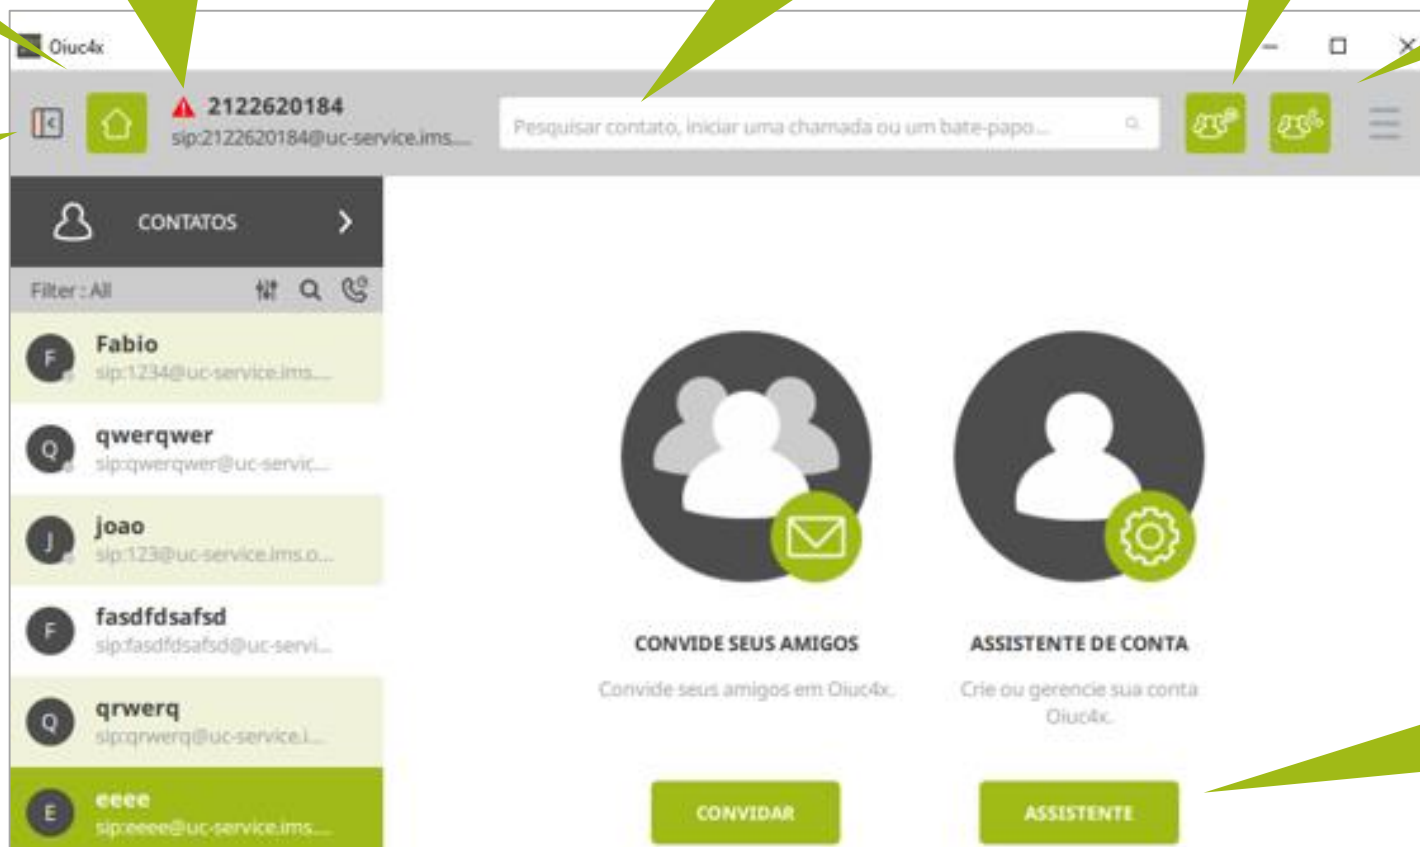 Oiuc4x
2122620184
sip:2122620184@uc-service.ims....
Pesquisar contato, iniciar uma chamada ou um bate-papo...
CONTATOS
Filter : All
F
Fabio
sip:1234@uc-service.ims....
Q
qwerqwer
sip:qwerqwer@uc-servic...
J
joao
sip:123@uc-service.ims.o...
F
fasdfdsafsd
sip:fasdfdsafsd@uc-servi...
Q
qrwerq
sip:qrwerq@uc-service.i....
E
eeee
sip:eeee@uc-service.ims....
CONVIDE SEUS AMIGOS
Convide seus amigos em Oiuc4x.
CONVIDAR
ASSISTENTE DE CONTA
Crie ou gerencie sua conta
Oiuc4x.
ASSISTENTE